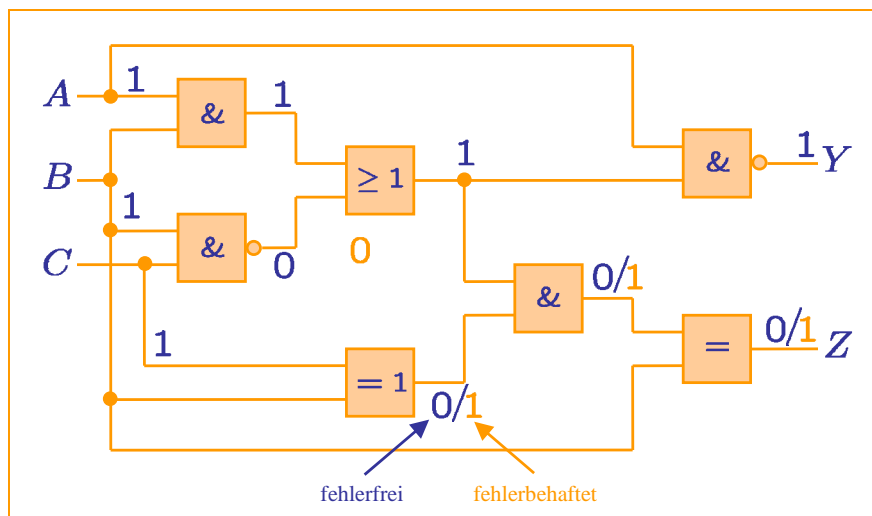 A 1 & 1
B 1 & 0 0
C 1
≥ 1 1
= 1 0/1
& 0/1
& 1 Y
= 0/1 Z
fehlerfrei fehlerbehaftet